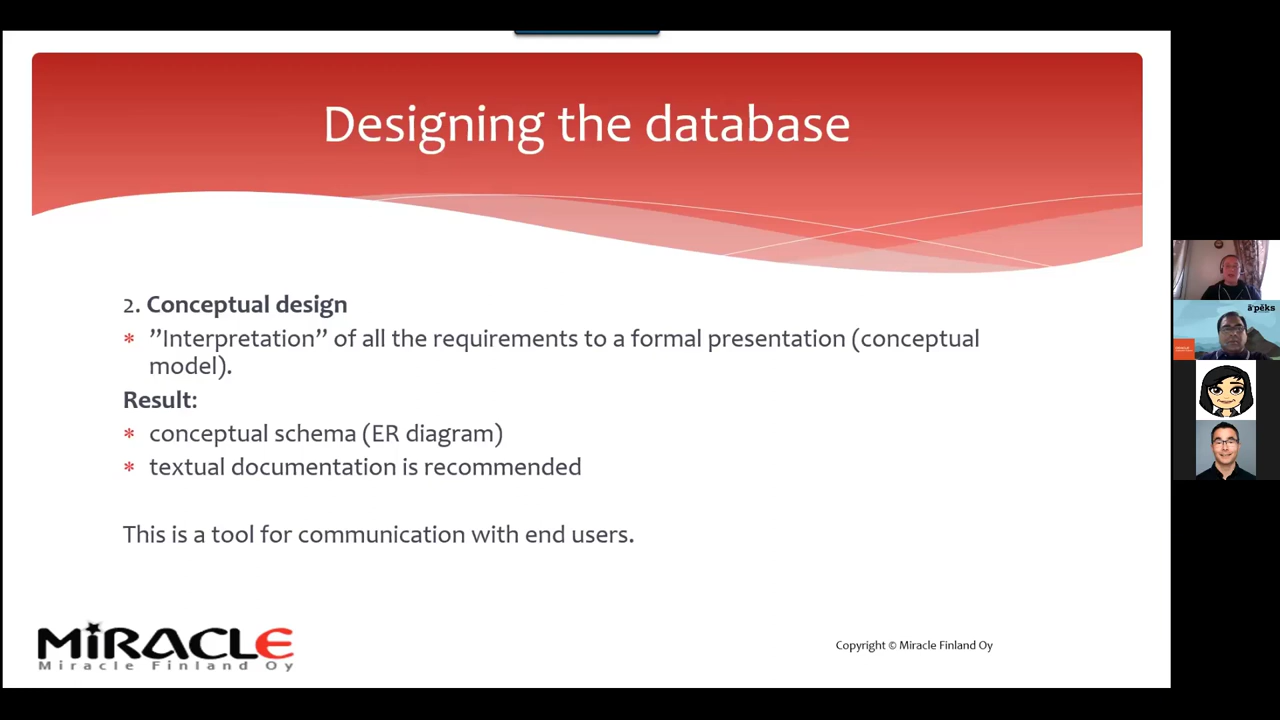 Designing the database
2. Conceptual design
* ”Interpretation” of all the requirements to a formal presentation (conceptual
model).
Result:
* conceptual schema (ER diagram)
* textual documentation is recommended
This is a tool for communication with end users.
MiRACLE
Miracle Finland Oy
Copyright © Miracle Finland Oy
äpěks